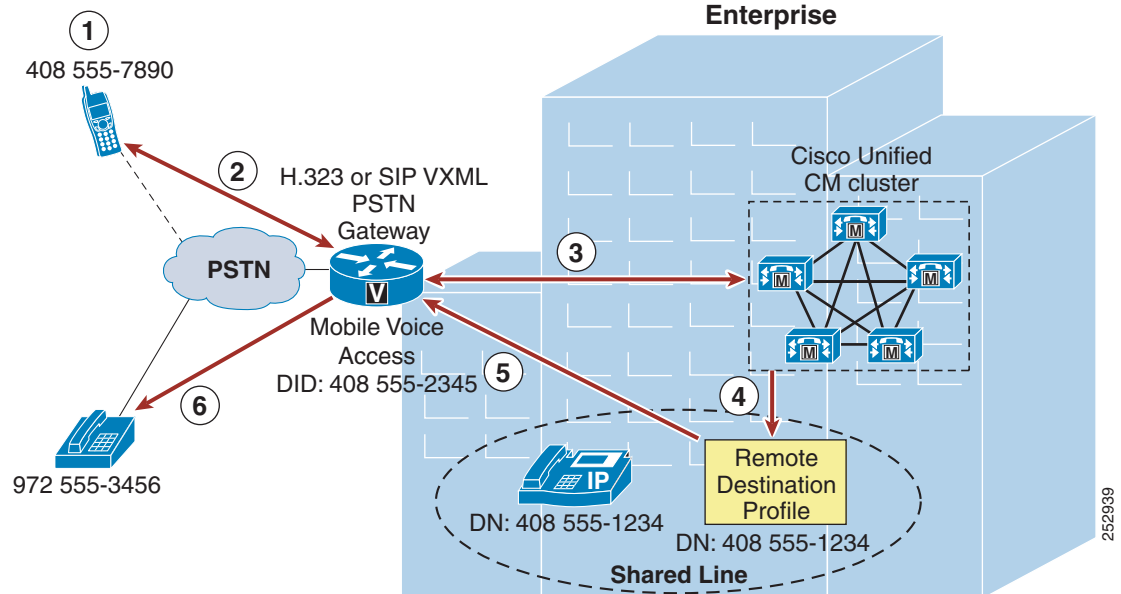 Enterprise
1
408 555-7890
2
H.323 or SIP VXML
PSTN
Gateway
PSTN
V
Mobile Voice
Access
DID: 408 555-2345
3
Cisco Unified
CM cluster
M
M
M
M
M
4
5
6
972 555-3456
IP
DN: 408 555-1234
Remote
Destination
Profile
DN: 408 555-1234
Shared Line
252939